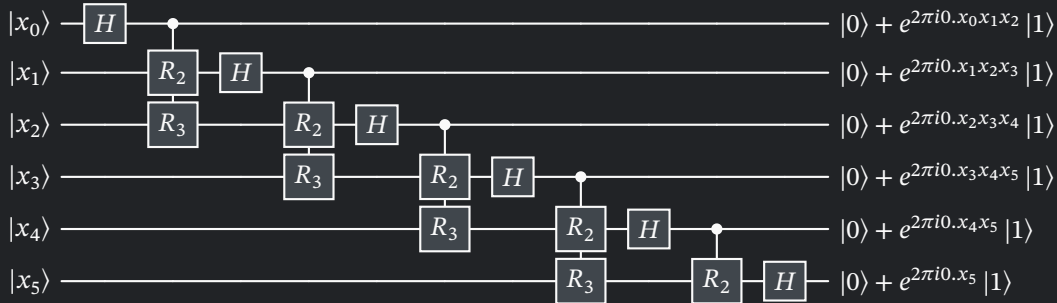 |x₀⟩ H |0⟩ + e^{2πi0.x₀x₁x₂} |1⟩
|x₁⟩ R₂ H |0⟩ + e^{2πi0.x₁x₂x₃} |1⟩
|x₂⟩ R₃ R₂ H |0⟩ + e^{2πi0.x₂x₃x₄} |1⟩
|x₃⟩ R₃ R₂ H |0⟩ + e^{2πi0.x₃x₄x₅} |1⟩
|x₄⟩ R₃ R₂ H |0⟩ + e^{2πi0.x₄x₅} |1⟩
|x₅⟩ R₃ R₂ H |0⟩ + e^{2πi0.x₅} |1⟩